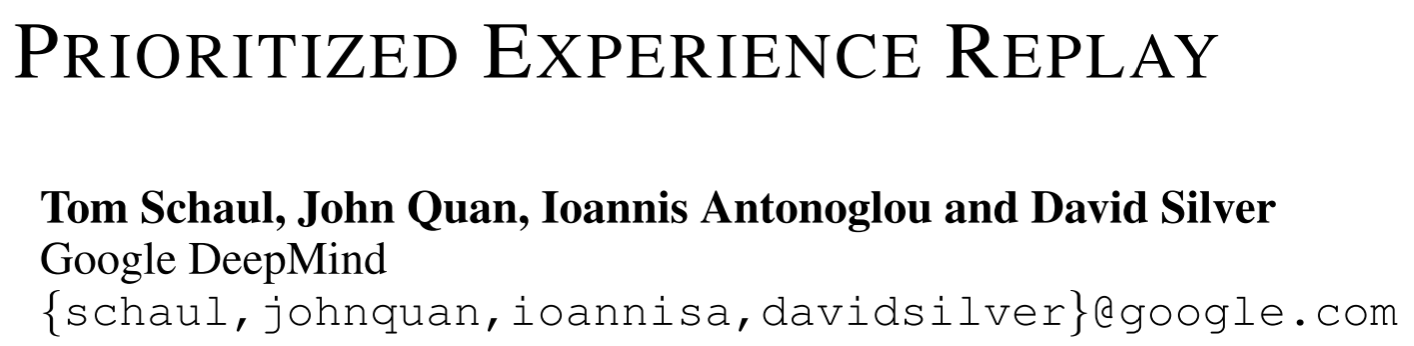 PRIORITIZED EXPERIENCE REPLAY
Tom Schaul, John Quan, Ioannis Antonoglou and David Silver
Google DeepMind
{schaul,johnquan,ioannisa,davidsilver}@google.com